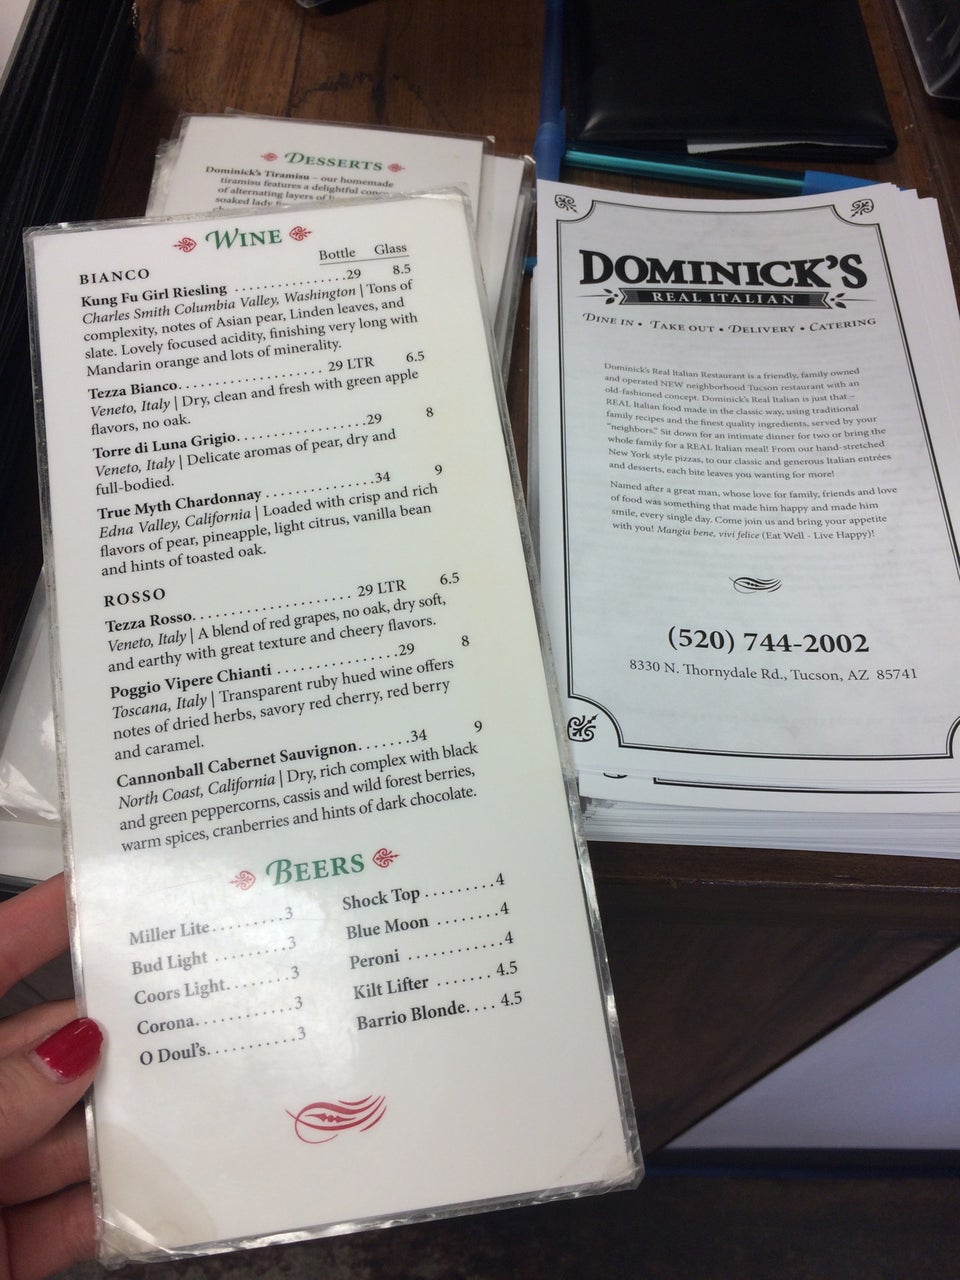 DESSERTS
Dominick's Tiramisu – our homemade
tiramisu features a delightful
of alternating layers of
soaked lady
WINE
Bottle Glass
BIANCO
Kung Fu Girl Riesling ................29 8.5
Charles Smith Columbia Valley, Washington | Tons of
complexity, notes of Asian pear, Linden leaves, and
slate. Lovely focused acidity, finishing very long with
Mandarin orange and lots of minerality.
Tezza Bianco..................... 29 LTR 6.5
Veneto, Italy | Dry, clean and fresh with green apple
flavors, no oak.
Torre di Luna Grigio...................29 8
Veneto, Italy | Delicate aromas of pear, dry and
full-bodied.
True Myth Chardonnay ................34 9
Edna Valley, California | Loaded with crisp and rich
flavors of pear, pineapple, light citrus, vanilla bean
and hints of toasted oak.
ROSSO
Tezza Rosso....................... 29 LTR 6.5
Veneto, Italy | A blend of red grapes, no oak, dry soft,
and earthy with great texture and cheery flavors.
Poggio Vipere Chianti .................29 8
Toscana, Italy | Transparent ruby hued wine offers
notes of dried herbs, savory red cherry, red berry
and caramel.
Cannonball Cabernet Sauvignon.......34 9
North Coast, California | Dry, rich complex with black
and green peppercorns, cassis and wild forest berries,
warm spices, cranberries and hints of dark chocolate.
BEERS
Miller Lite...........3
Bud Light ..........3
Coors Light........3
Corona............3
O Doul's...........3
Shock Top .........4
Blue Moon ........4
Peroni ............4
Kilt Lifter ....... 4.5
Barrio Blonde.... 4.5
DOMINICK'S
REAL ITALIAN
DINE IN • TAKE OUT • DELIVERY • CATERING
Dominick's Real Italian Restaurant is a friendly, family owned
and operated NEW neighborhood Tucson restaurant with an
old-fashioned concept. Dominick's Real Italian is just that –
REAL Italian food made in the classic way, using traditional
family recipes and the finest quality ingredients, served by your
"neighbors." Sit down for an intimate dinner for two or bring the
whole family for a REAL Italian meal! From our hand-stretched
New York style pizzas, to our classic and generous Italian entrées
and desserts, each bite leaves you wanting for more!
Named after a great man, whose love for family, friends and love
of food was something that made him happy and made him
smile, every single day. Come join us and bring your appetite
with you! Mangia bene, vivi felice (Eat Well - Live Happy)!
(520) 744-2002
8330 N. Thornydale Rd., Tucson, AZ 85741